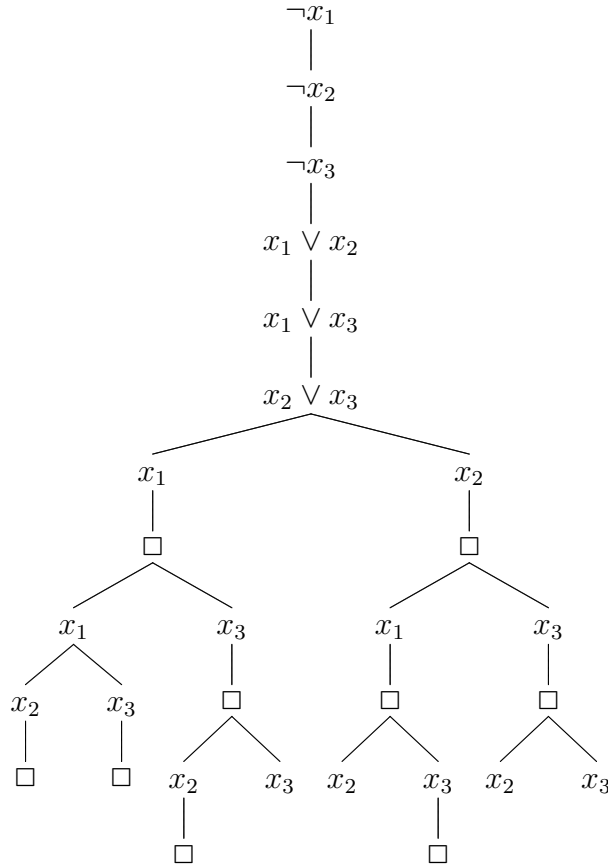 ¬x₁
¬x₂
¬x₃
x₁ ∨ x₂
x₁ ∨ x₃
x₂ ∨ x₃
x₁ x₂
□ □
x₁ x₃ x₁ x₃
x₂ x₃ □ □ □
□ □ x₂ x₃ x₂ x₃ x₂ x₃
□ □